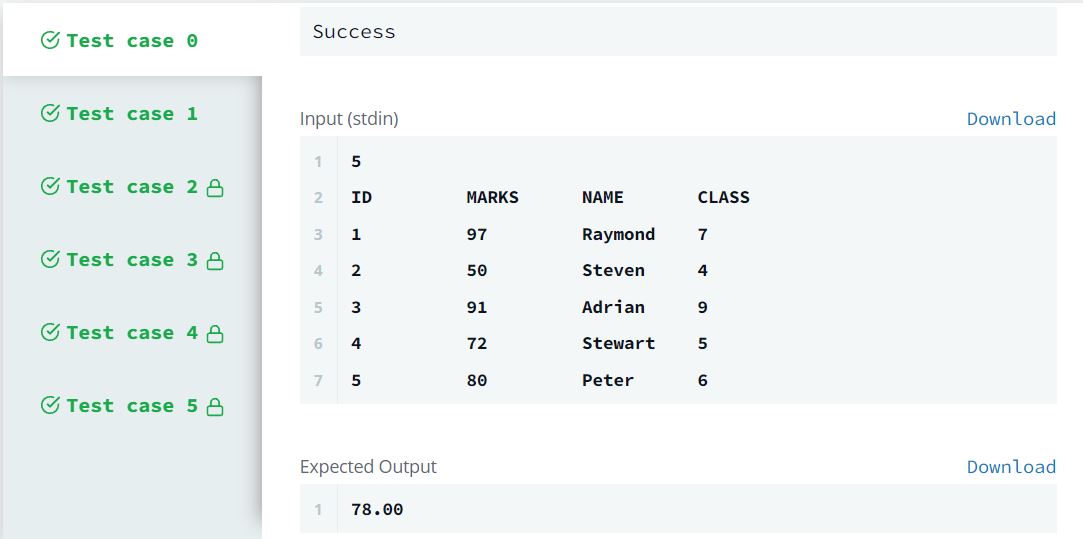 Test case 0
Test case 1
Test case 2
Test case 3
Test case 4
Test case 5
Success
Input (stdin) Download
1 5
2 ID MARKS NAME CLASS
3 1 97 Raymond 7
4 2 50 Steven 4
5 3 91 Adrian 9
6 4 72 Stewart 5
7 5 80 Peter 6
Expected Output Download
1 78.00